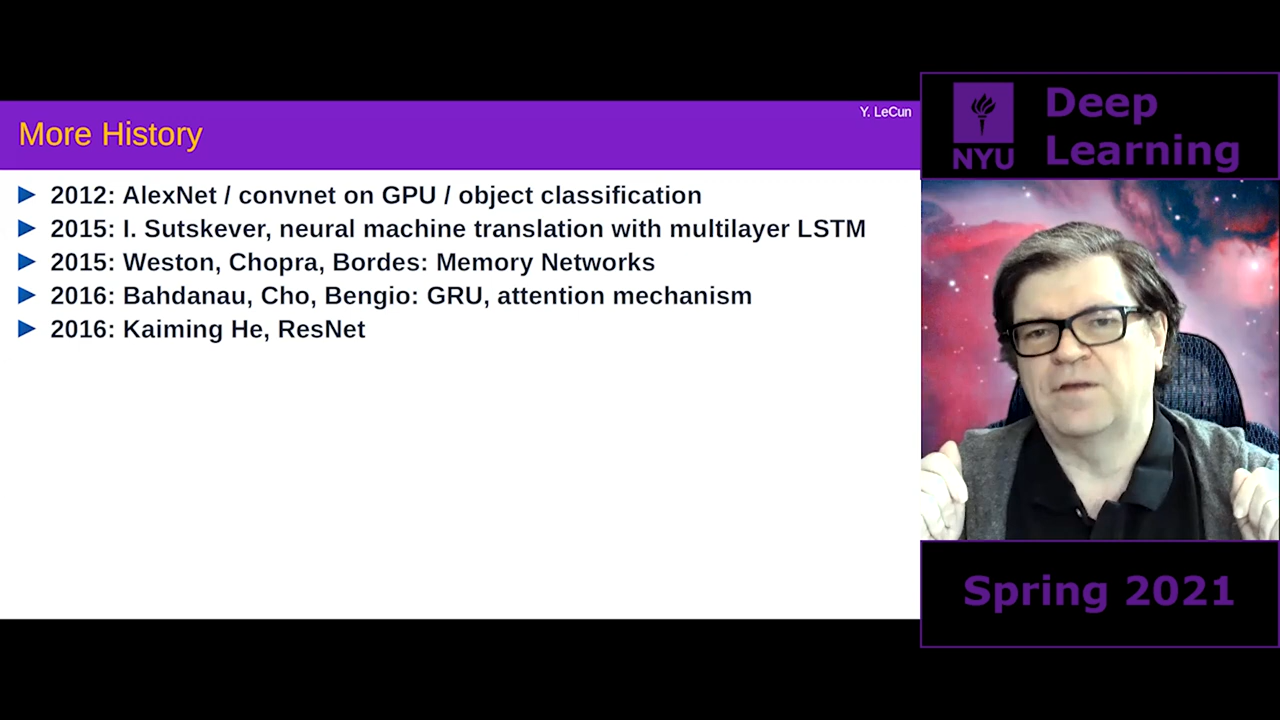 Y. LeCun
More History
2012: AlexNet / convnet on GPU / object classification
2015: I. Sutskever, neural machine translation with multilayer LSTM
2015: Weston, Chopra, Bordes: Memory Networks
2016: Bahdanau, Cho, Bengio: GRU, attention mechanism
2016: Kaiming He, ResNet
NYU
Deep
Learning
Spring 2021